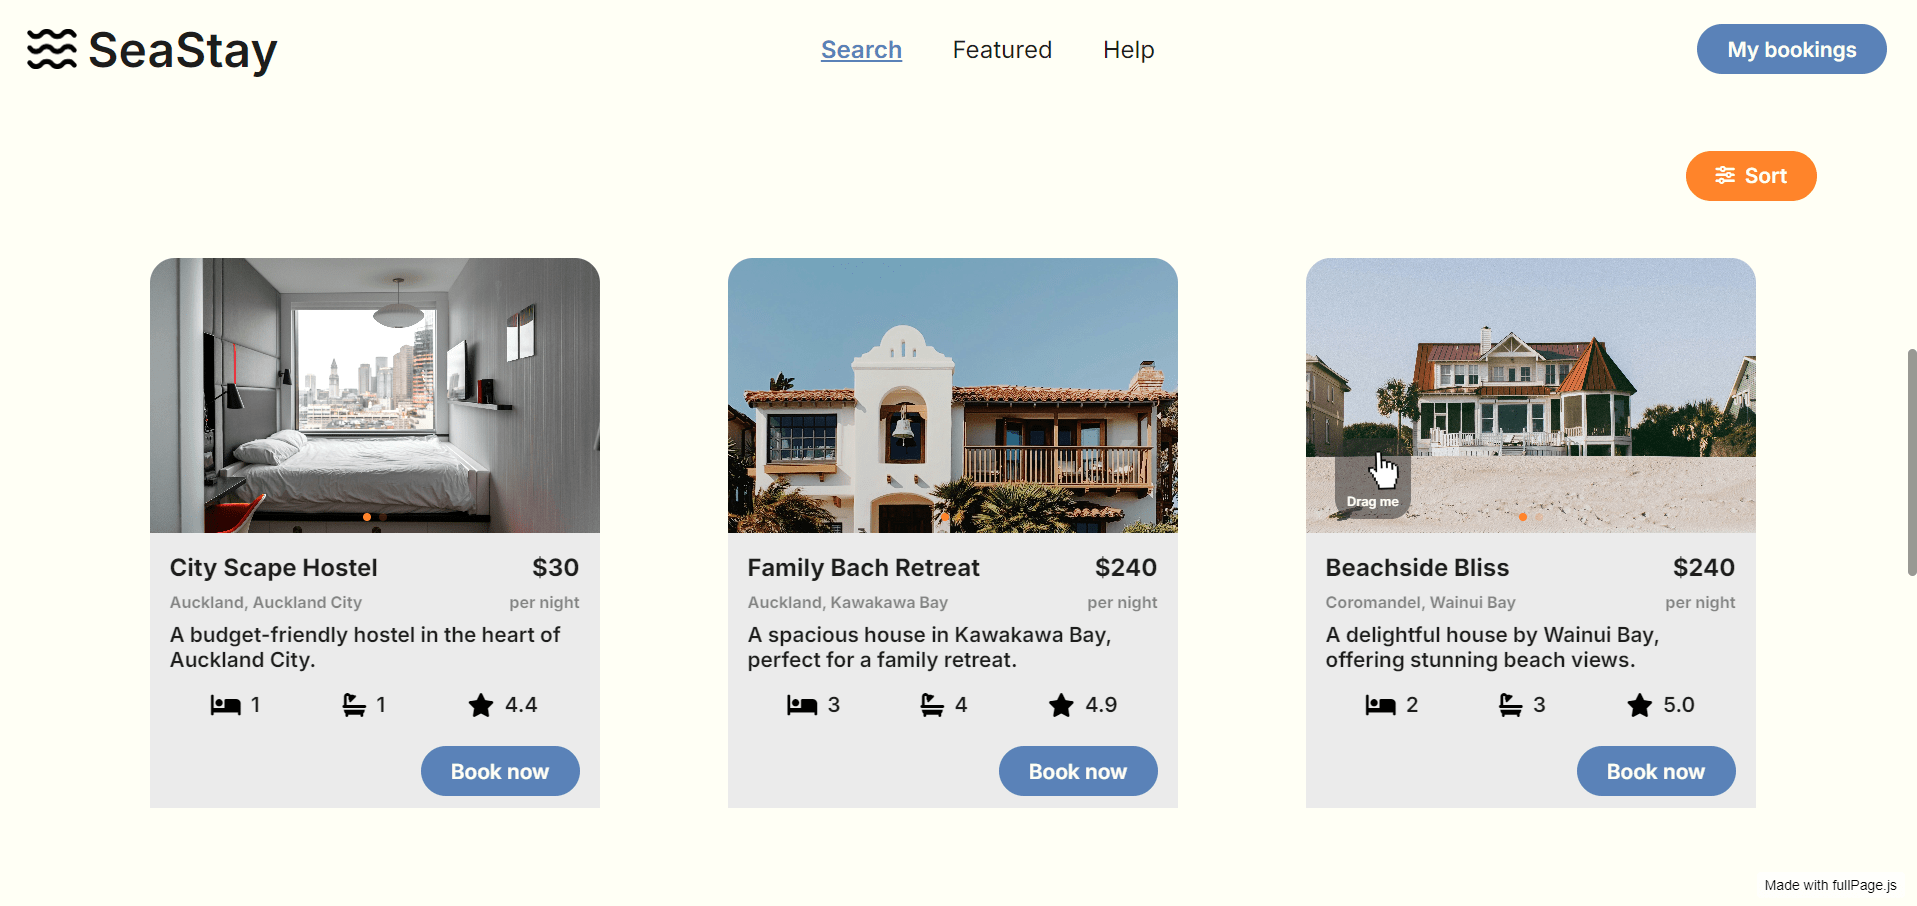 SeaStay
Search
Featured
Help
My bookings
Sort
Drag me
City Scape Hostel
$30
Auckland, Auckland City
per night
A budget-friendly hostel in the heart of
Auckland City.
1
1
4.4
Book now
Family Bach Retreat
$240
Auckland, Kawakawa Bay
per night
A spacious house in Kawakawa Bay,
perfect for a family retreat.
3
4
4.9
Book now
Beachside Bliss
$240
Coromandel, Wainui Bay
per night
A delightful house by Wainui Bay,
offering stunning beach views.
2
3
5.0
Book now
Made with fullPage.js